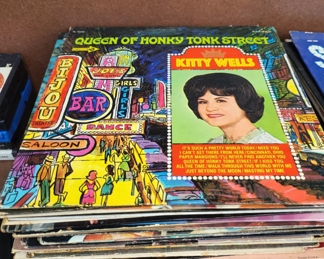 QUEEN OF HONKY TONK STREET
KITTY WELLS
BIJOU
JOE'S
BAR
GIRLS
GIRLS
DANCE
SALOON
IT'S SUCH A PRETTY WORLD TODAY / NEED YOU
I CAN'T GET THERE FROM HERE / CINCINNATI, OHIO
PAPER MANSIONS / I'LL NEVER FIND ANOTHER YOU
QUEEN OF HONKY TONK STREET / IF I KISS YOU
ALL THE TIME / WALK THROUGH THIS WORLD WITH ME
JUST BEYOND THE MOON / WASTING MY TIME